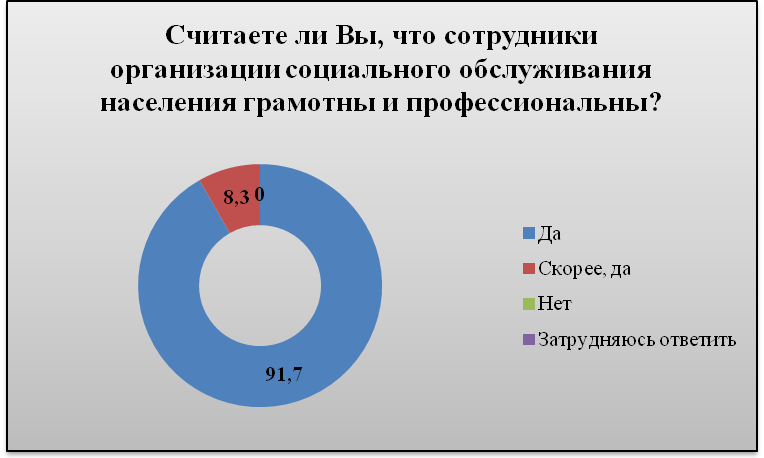 Считаете ли Вы, что сотрудники
организации социального обслуживания
населения грамотны и профессиональны?
8,3 0
91,7
Да
Скорее, да
Нет
Затрудняюсь ответить